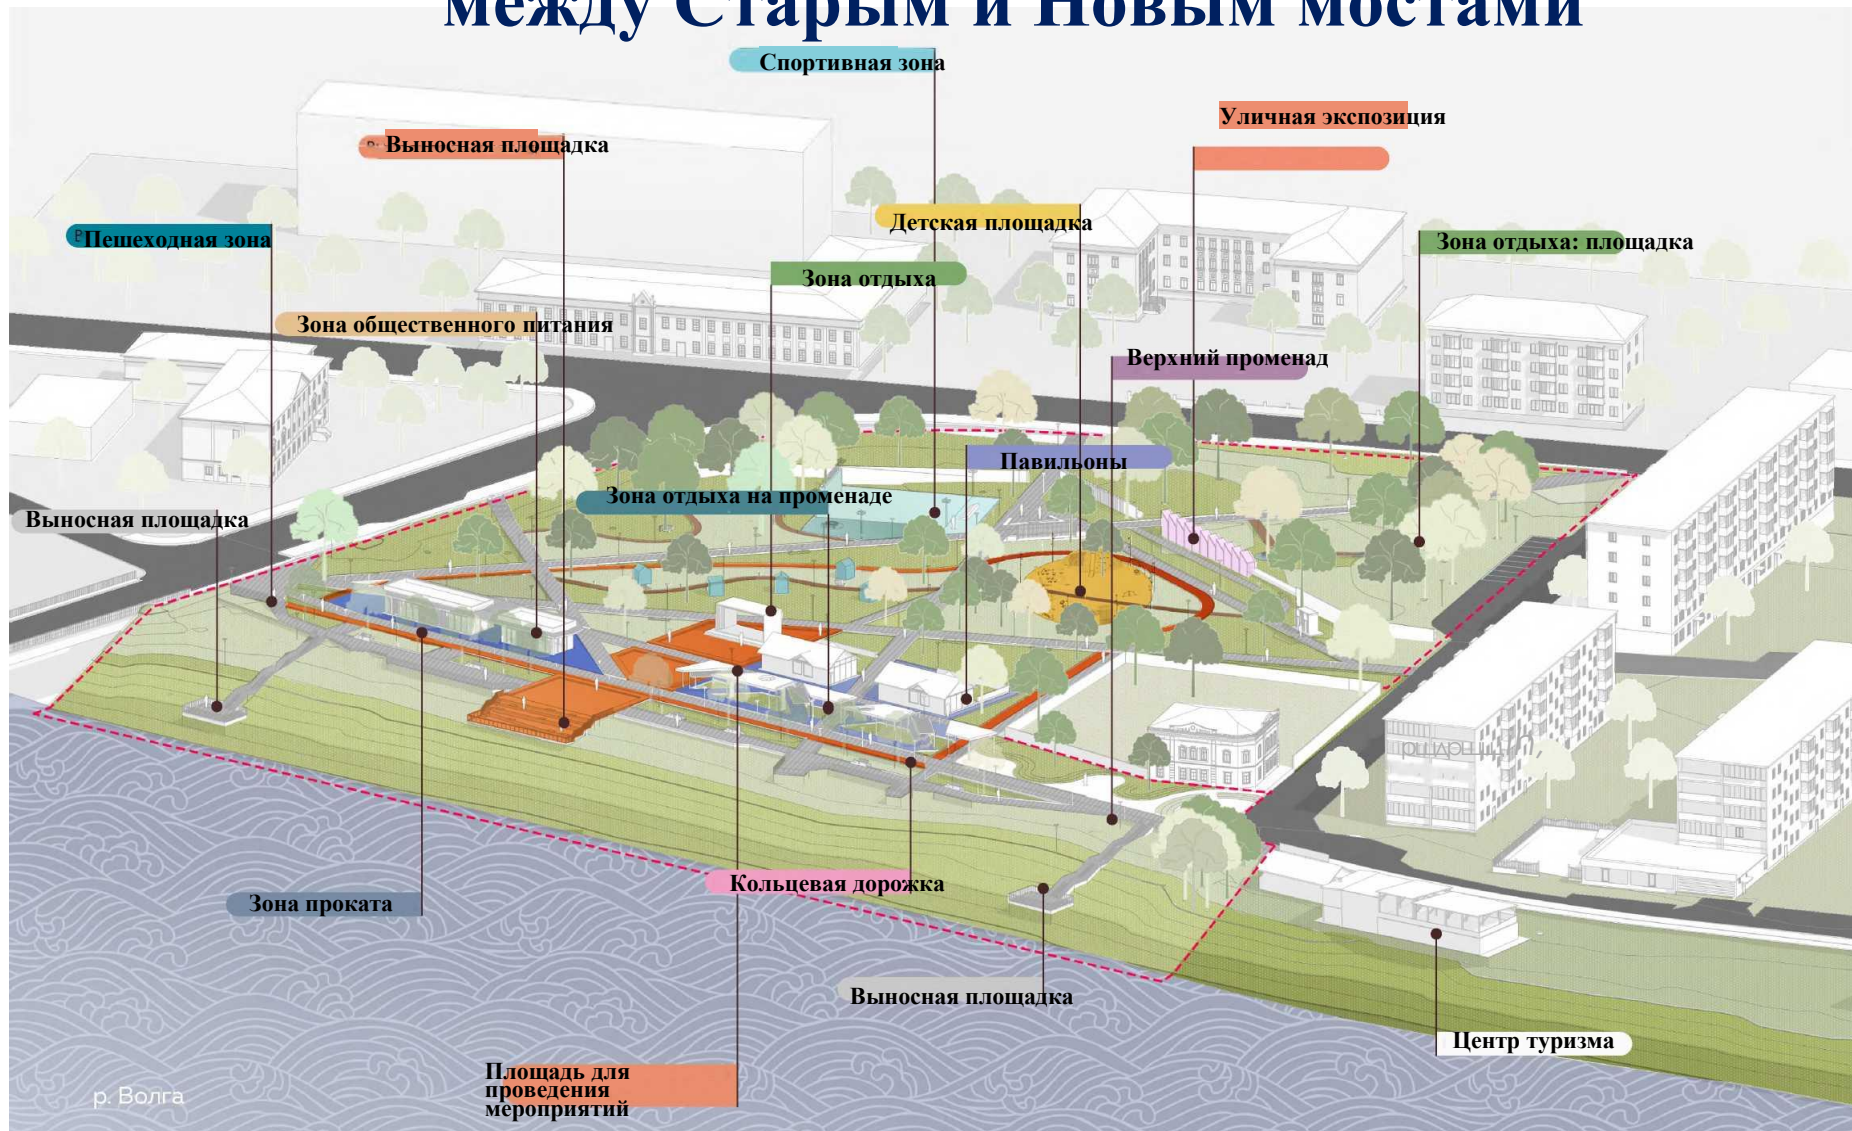 между Старым и Новым мостами
Спортивная зона
Уличная экспозиция
Выносная площадка
Детская площадка
Пешеходная зона
Зона отдыха: площадка
Зона отдыха
Зона общественного питания
Верхний променад
Павильоны
Зона отдыха на променаде
Выносная площадка
Кольцевая дорожка
Зона проката
Выносная площадка
Центр туризма
Площадь для
проведения
мероприятий
р. Волга